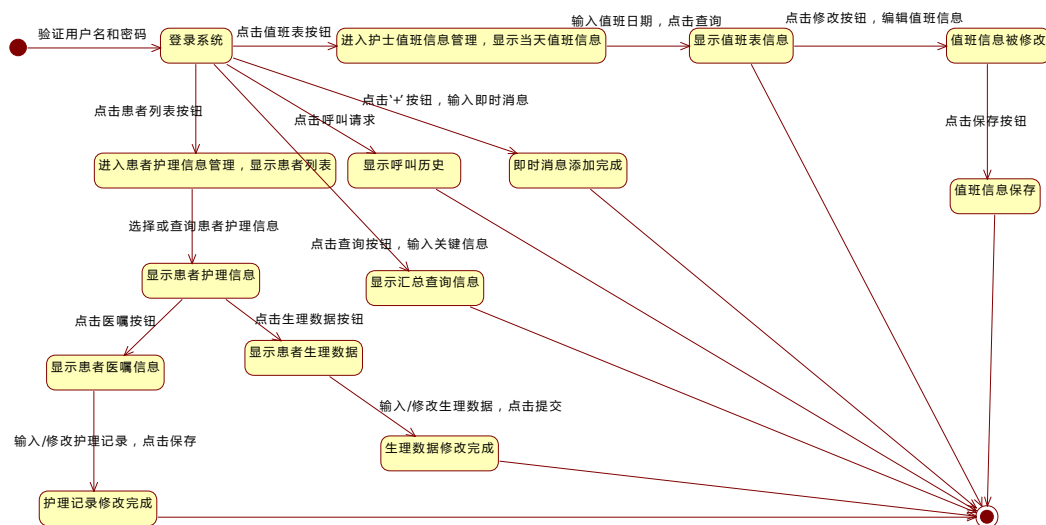 验证用户名和密码
登录系统
点击值班表按钮
进入护士值班信息管理，显示当天值班信息
输入值班日期，点击查询
显示值班表信息
点击修改按钮，编辑值班信息
值班信息被修改
点击患者列表按钮
点击呼叫请求
点击‘+’按钮，输入即时消息
点击保存按钮
进入患者护理信息管理，显示患者列表
显示呼叫历史
即时消息添加完成
值班信息保存
选择或查询患者护理信息
点击查询按钮，输入关键信息
显示患者护理信息
显示汇总查询信息
点击医嘱按钮
点击生理数据按钮
显示患者医嘱信息
显示患者生理数据
输入/修改护理记录，点击保存
输入/修改生理数据，点击提交
生理数据修改完成
护理记录修改完成